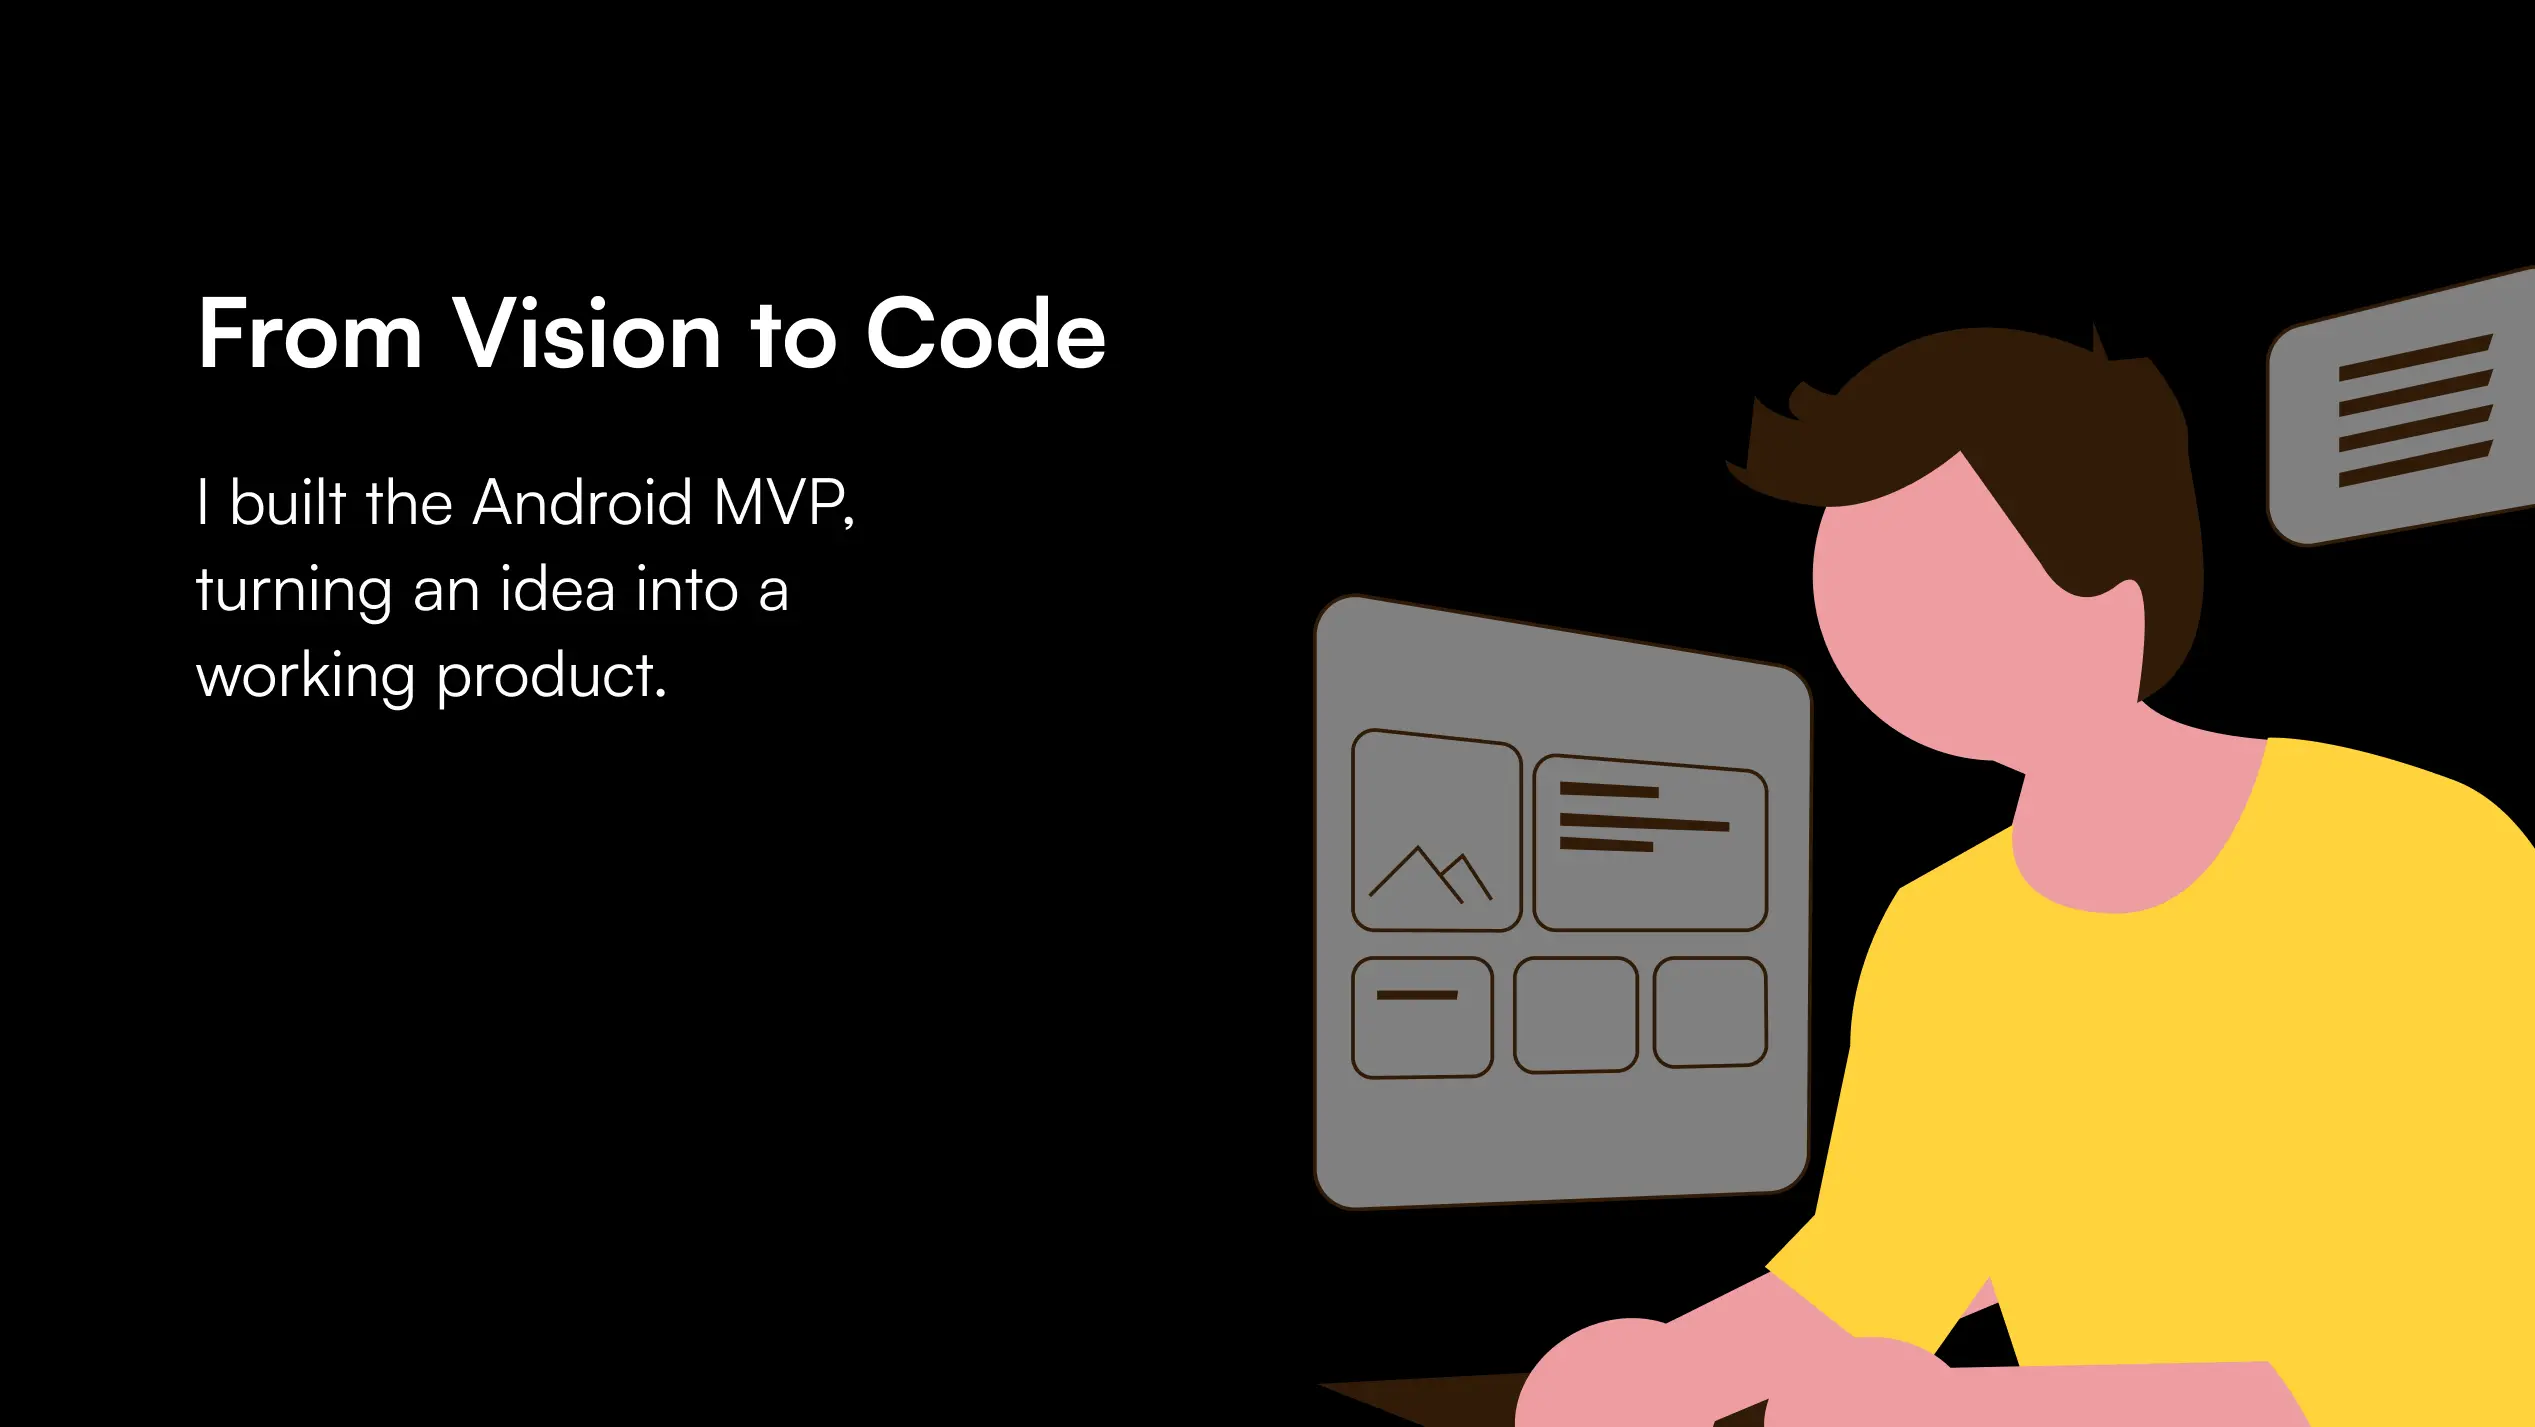 From Vision to Code
I built the Android MVP,
turning an idea into a
working product.